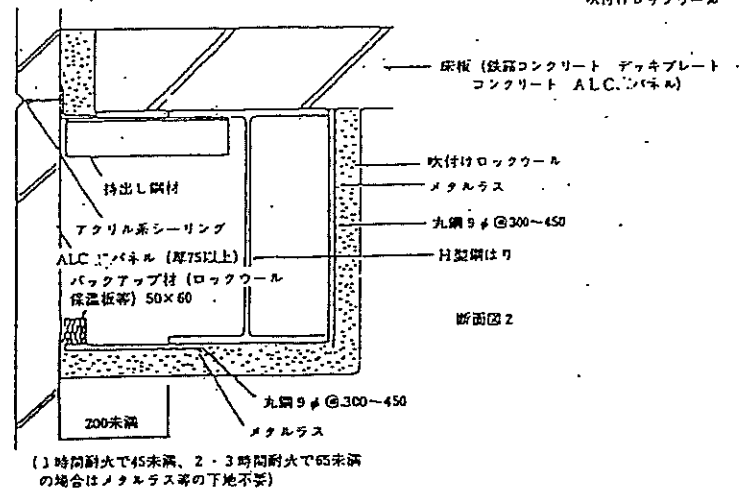 吹付けロックウール
床板 (鉄筋コンクリート デッキプレート
コンクリート ALCパネル)
吹付けロックウール
メタルラス
丸鋼9φ@300〜450
H型鋼はり
持出し鋼材
アクリル系シーリング
ALCパネル (厚75以上)
バックアップ材 (ロックウール
保温板等) 50×60
断面図2
丸鋼9φ@300〜450
メタルラス
200未満
(1時間耐火で45未満、2・3時間耐火で65未満
の場合はメタルラス等の下地不要)